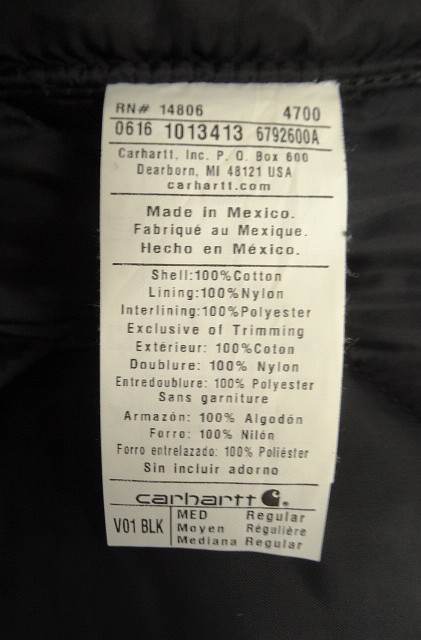 RN# 14806 4700
0616 1013413 6792600A
Carhartt, Inc. P. O. Box 600
Dearborn, MI 48121 USA
carhartt.com
Made in Mexico.
Fabriqué au Mexique.
Hecho en México.
Shell:100%Cotton
Lining:100%Nylon
Interlining:100%Polyester
Exclusive of Trimming
Extérieur: 100%Coton
Doublure: 100% Nylon
Entredoublure: 100% Polyester
Sans garniture
Armazón: 100% Algodón
Forro: 100% Nilón
Forro entrelazado: 100% Poliéster
Sin incluir adorno
carhartt
V01 BLK
MED Regular
Moyen Régulière
Mediana Regular